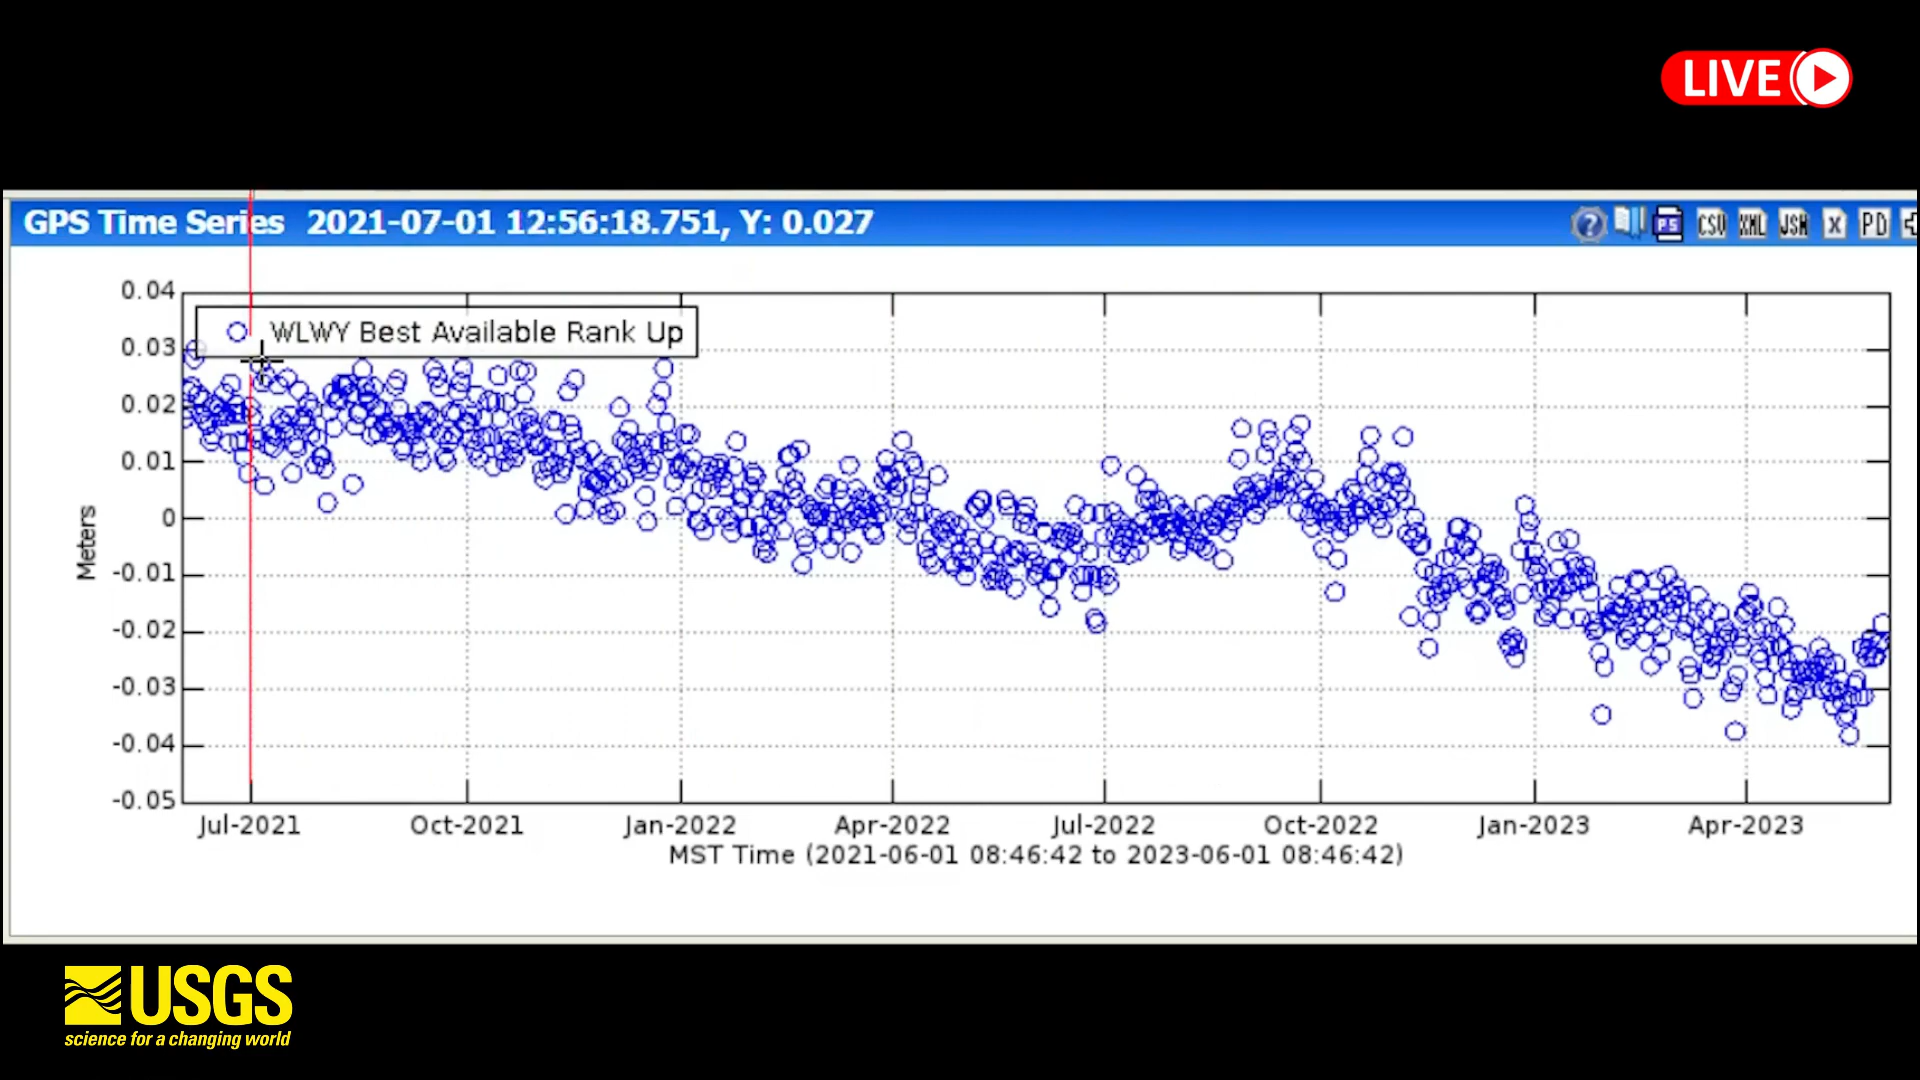 LIVE
GPS Time Series 2021-07-01 12:56:18.751, Y: 0.027
PS CSV XML JSN X PD
WLWY Best Available Rank Up
0.04
0.03
0.02
0.01
0
-0.01
-0.02
-0.03
-0.04
-0.05
Meters
Jul-2021 Oct-2021 Jan-2022 Apr-2022 Jul-2022 Oct-2022 Jan-2023 Apr-2023
MST Time (2021-06-01 08:46:42 to 2023-06-01 08:46:42)
USGS
science for a changing world